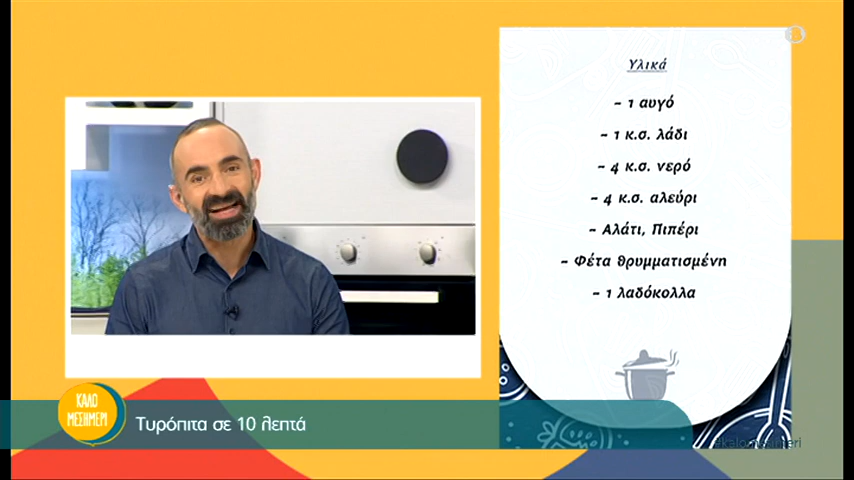 Υλικά
~ 1 αυγό
~ 1 κ.σ. λάδι
~ 4 κ.σ. νερό
~ 4 κ.σ. αλεύρι
~ Αλάτι, Πιπέρι
~ Φέτα θρυμματισμένη
~ 1 λαδόκολλα
ΚΑΛΟ
ΜΕΣΗΜΕΡΙ
Τυρόπιτα σε 10 λεπτά